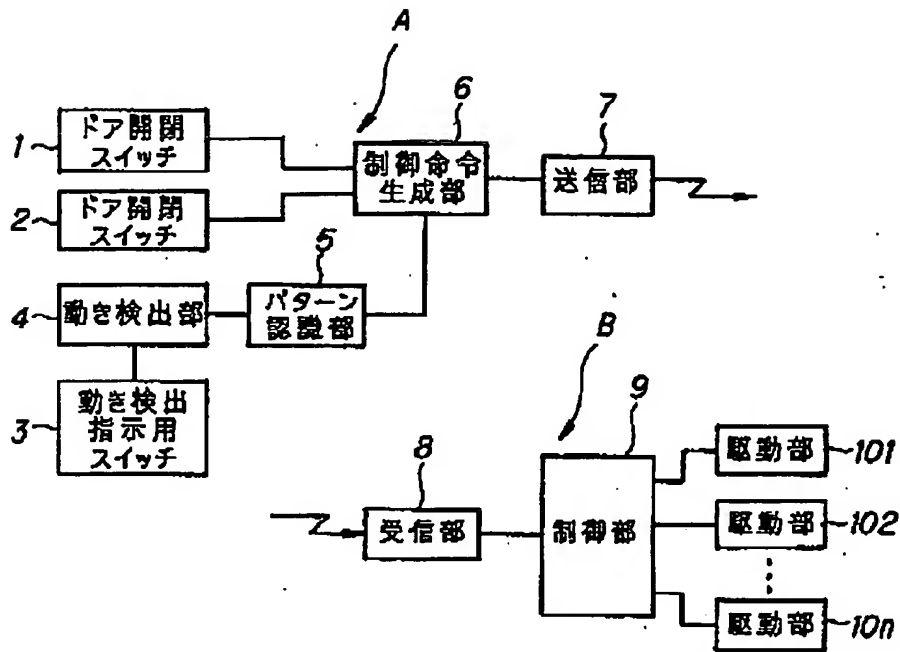 A
6
7
1
ドア開閉
スイッチ
制御命令
生成部
送信部
2
ドア開閉
スイッチ
5
4
動き検出部
パターン
認識部
B
3
動き検出
指示用
スイッチ
9
8
駆動部
101
受信部
制御部
駆動部
102
駆動部
10n